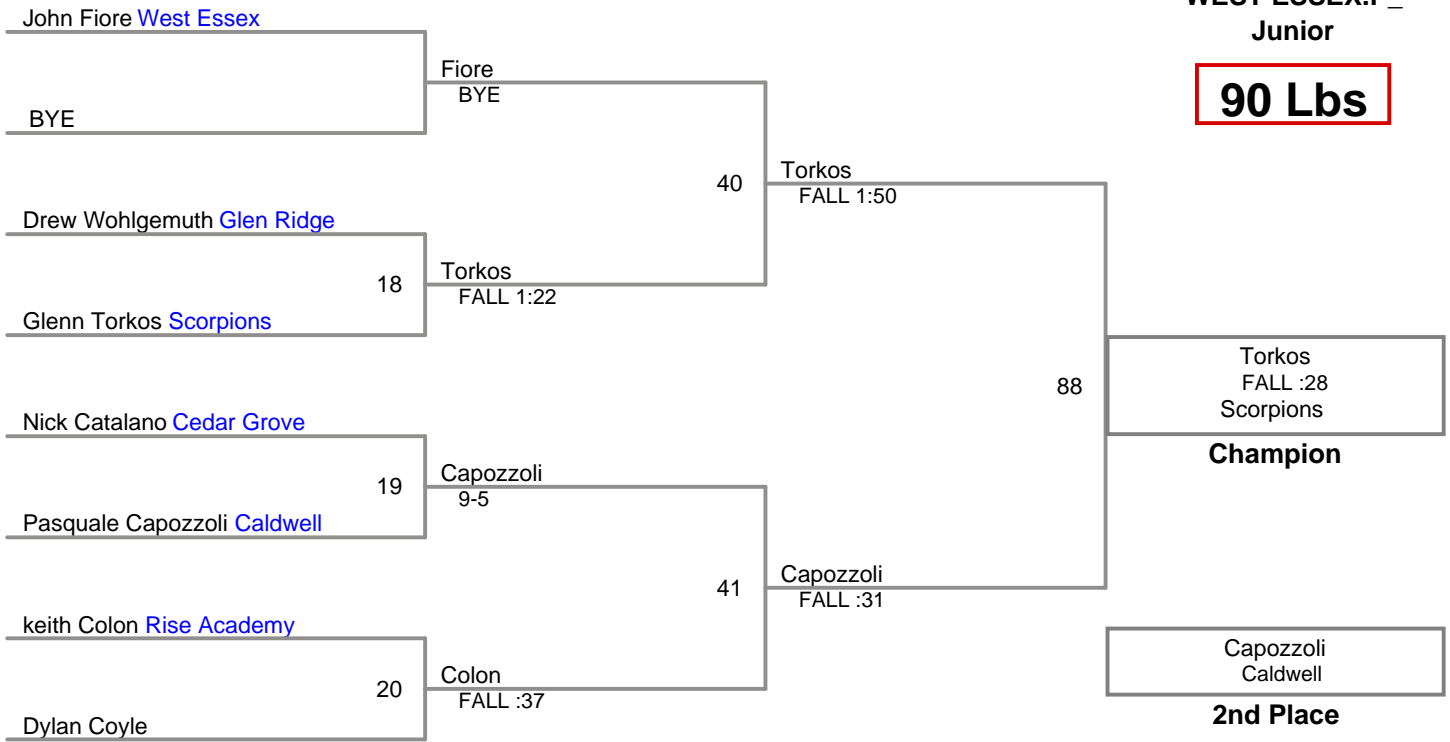 WEST ESSEX.
Junior
90 Lbs
John Fiore West Essex
BYE
Fiore
BYE
Drew Wohlgemuth Glen Ridge
18
Glenn Torkos Scorpions
Torkos
FALL 1:22
40
Torkos
FALL 1:50
Nick Catalano Cedar Grove
19
Pasquale Capozzoli Caldwell
Capozzoli
9-5
keith Colon Rise Academy
20
Dylan Coyle
Colon
FALL :37
41
Capozzoli
FALL :31
88
Torkos
FALL :28
Scorpions
Champion
Capozzoli
Caldwell
2nd Place